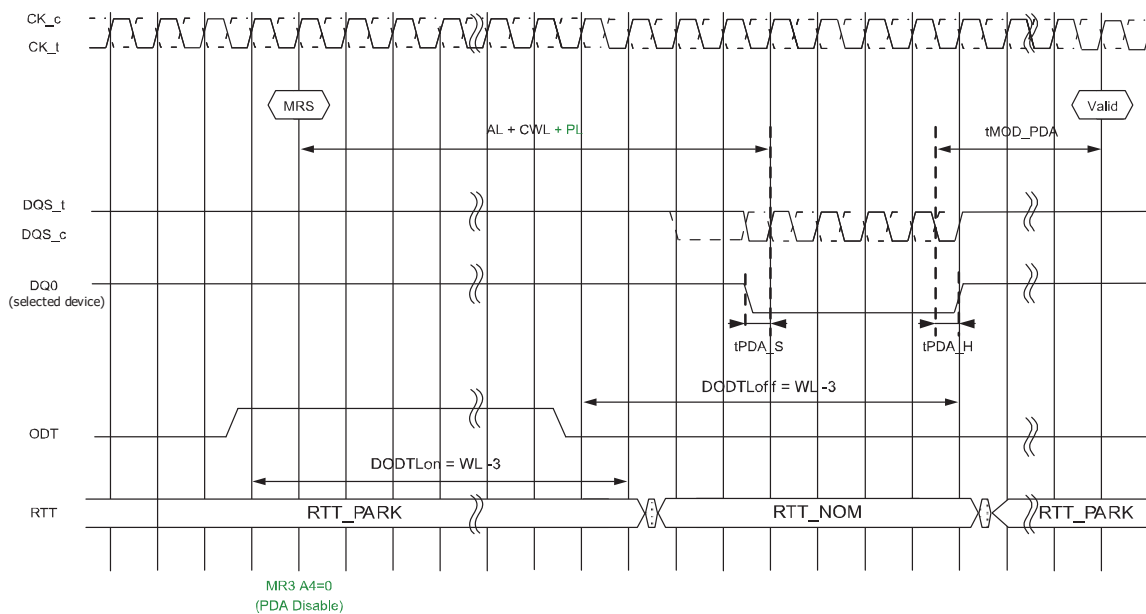 CK_c
CK_t
MRS
Valid
AL + CWL + PL
tMOD_PDA
DQS_t
DQS_c
DQ0
(selected device)
tPDA_S
tPDA_H
DODTLoff = WL -3
ODT
DODTLon = WL -3
RTT
RTT_PARK
RTT_NOM
RTT_PARK
MR3 A4=0
(PDA Disable)